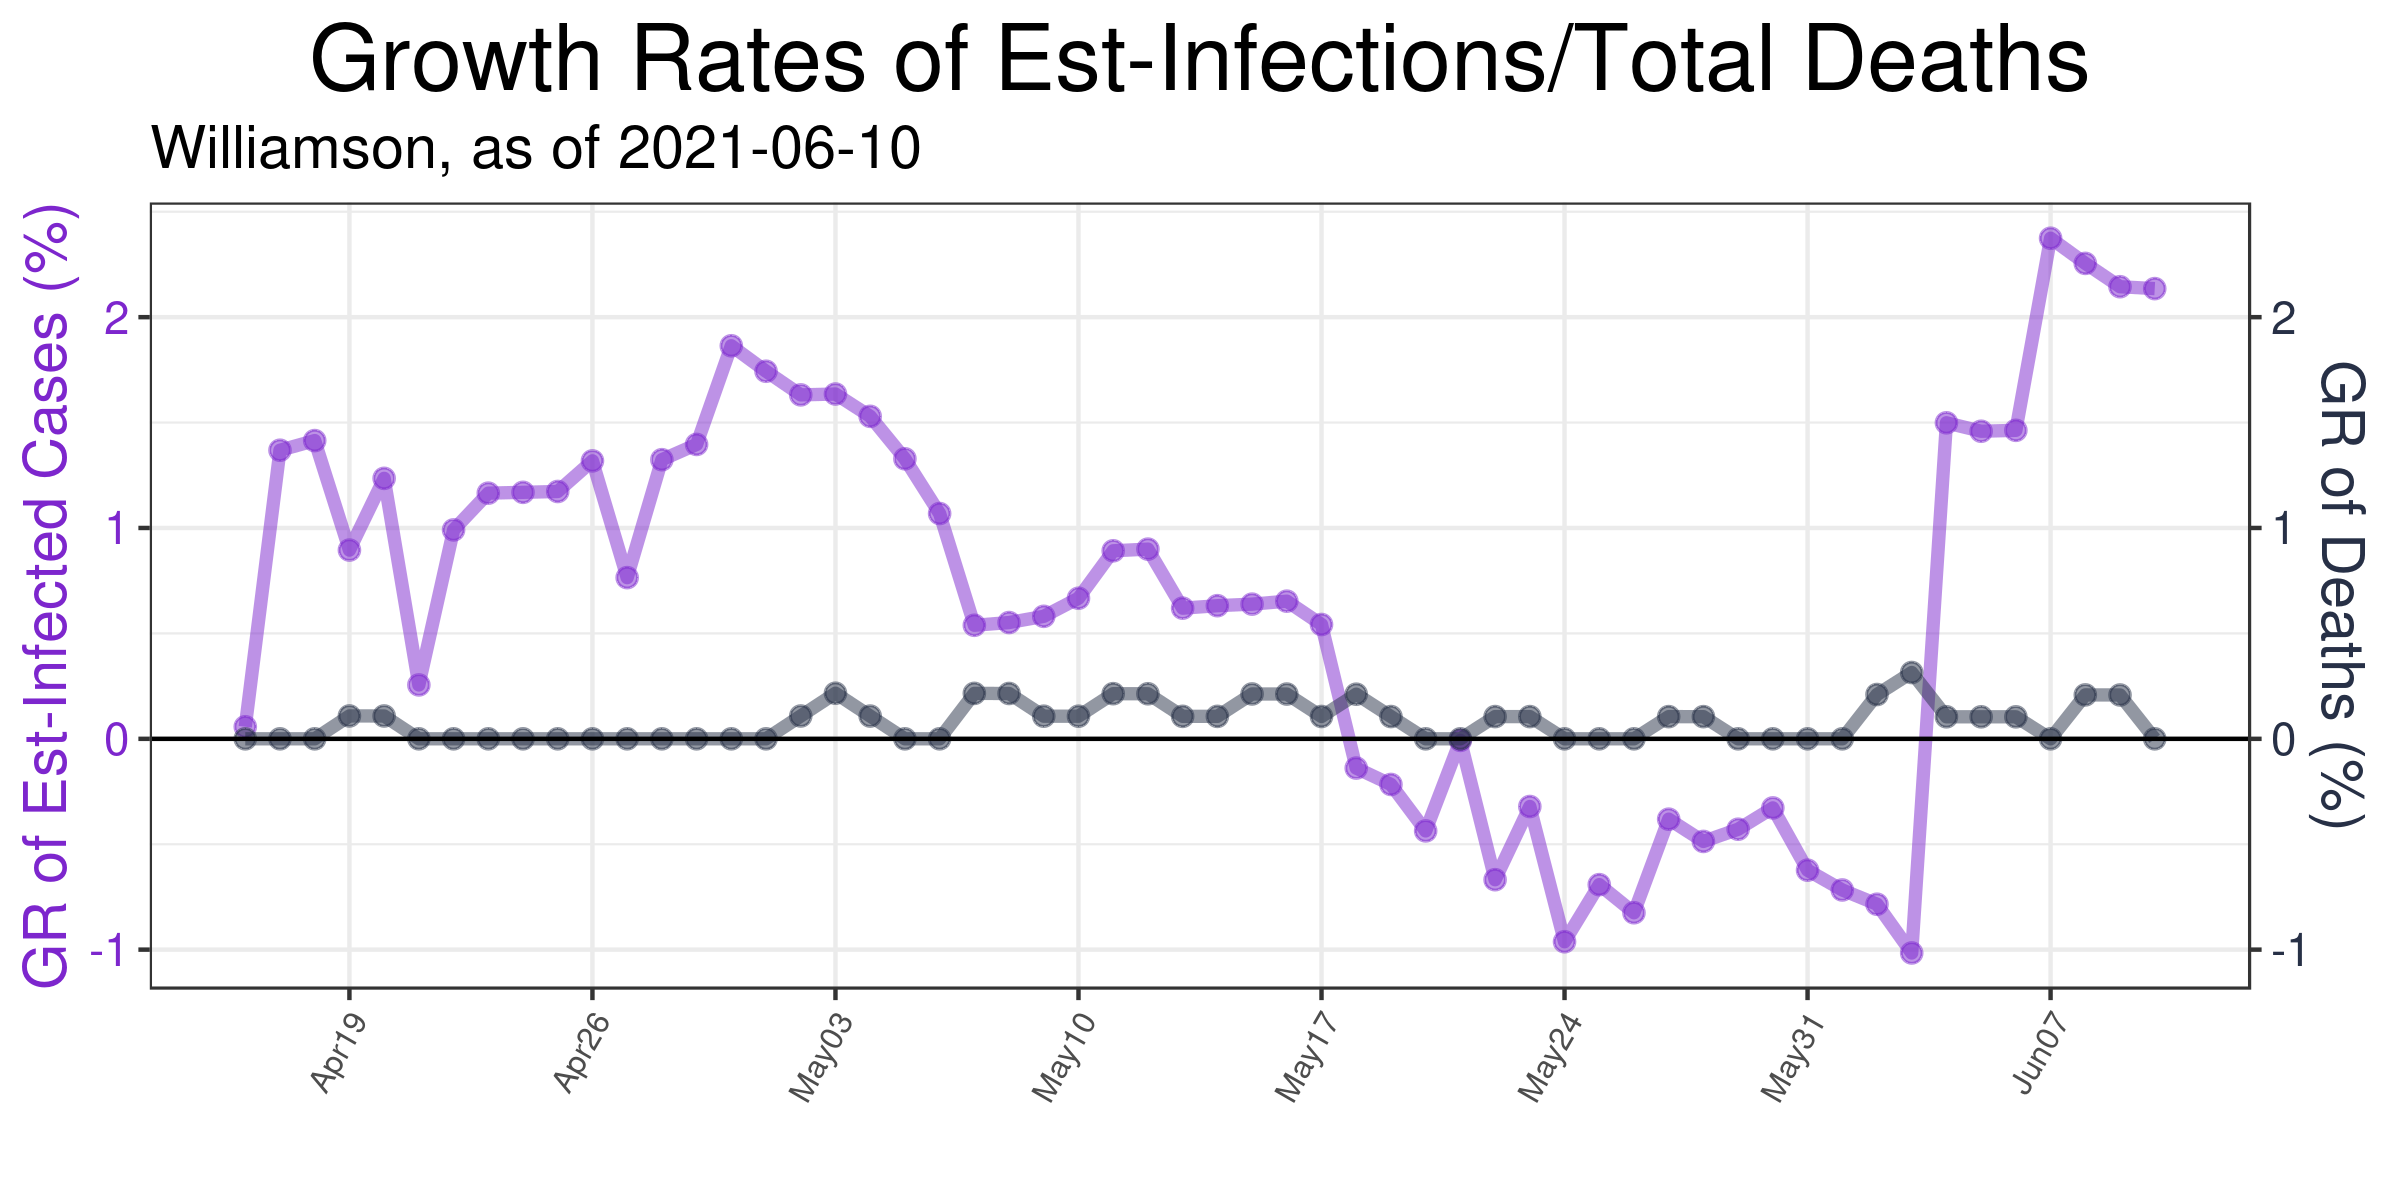 Growth Rates of Est-Infections/Total Deaths
Williamson, as of 2021-06-10
GR of Est-Infected Cases (%)
2
1
0
-1
2
1
0
-1
GR of Deaths (%)
Apr19
Apr26
May03
May10
May17
May24
May31
Jun07